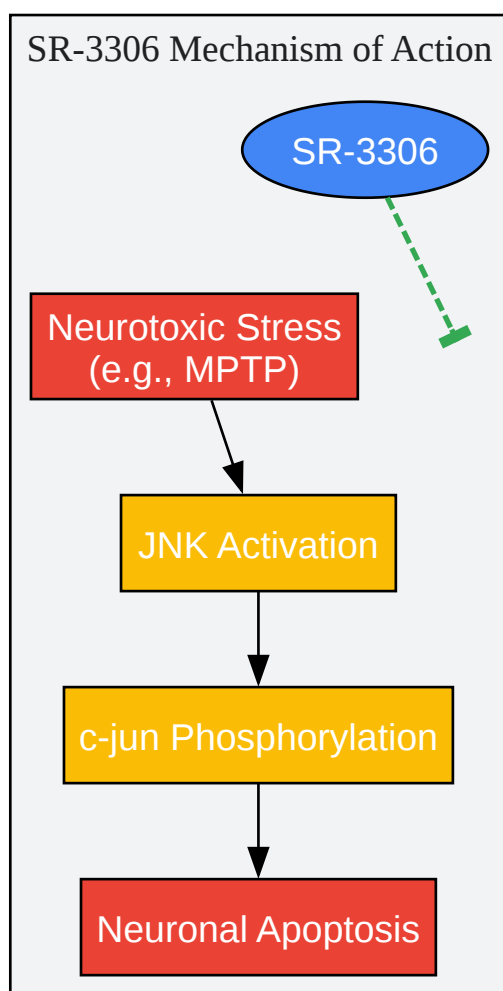 SR-3306 Mechanism of Action
SR-3306
Neurotoxic Stress
(e.g., MPTP)
JNK Activation
c-jun Phosphorylation
Neuronal Apoptosis